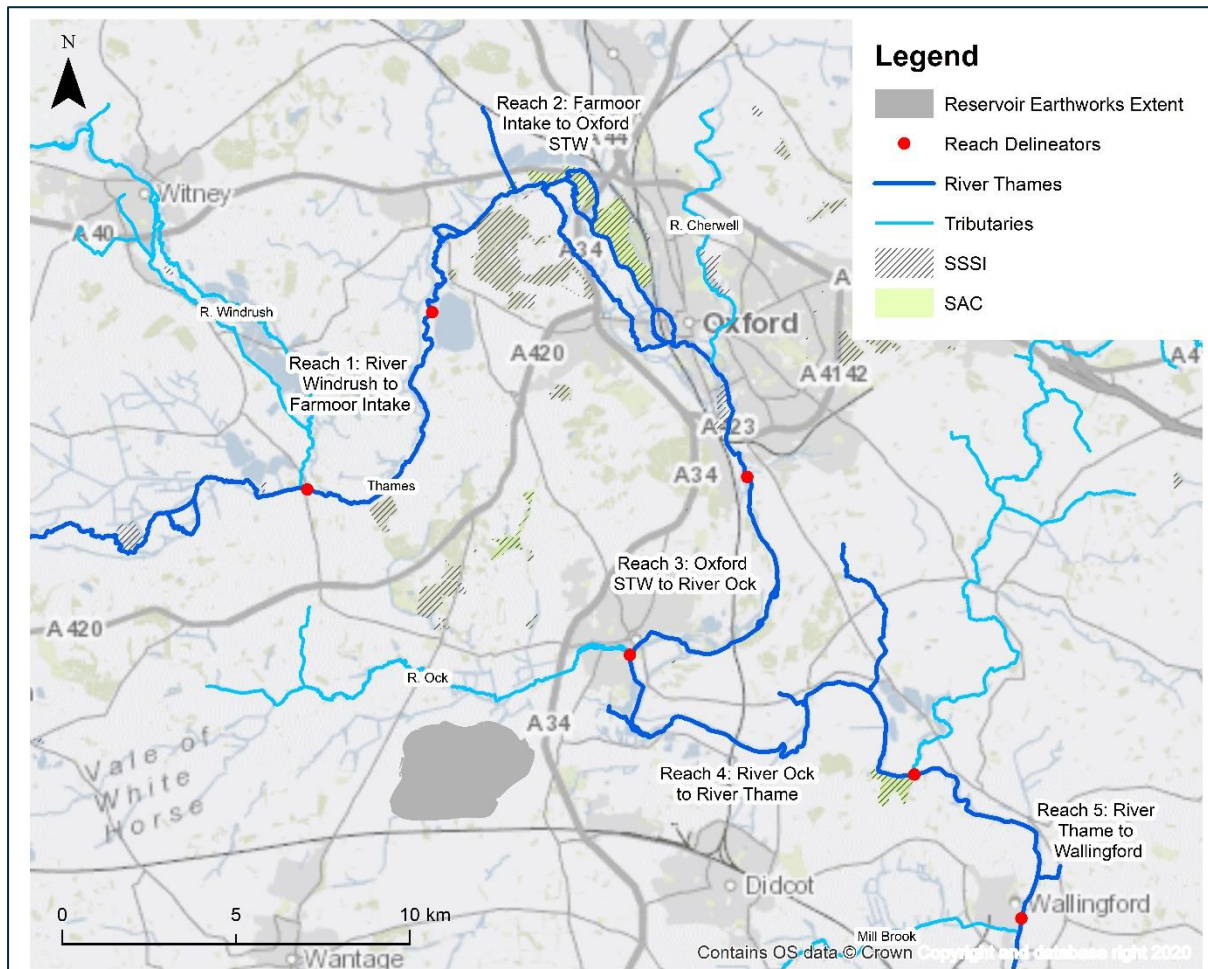 N
Legend
Reservoir Earthworks Extent
Reach Delineators
River Thames
Tributaries
SSSI
SAC
Reach 2: Farmoor
Intake to Oxford
STW
A44
Witney
A 40
R. Cherwell
A34
R. Windrush
Oxford
A
A420
A4142
A4
Reach 1: River
Windrush to
Farmoor Intake
A423
A34
Thames
Reach 3: Oxford
STW to River Ock
A 420
R. Ock
A34
Vale of
White
Horse
Reach 4: River Ock
to River Thame
Reach 5: River
Thame to
Wallingford
Didcot
Wallingford
0 5 10 km
Mill Brook
Wantage
Contains OS data © Crown Copyright and database right 2020